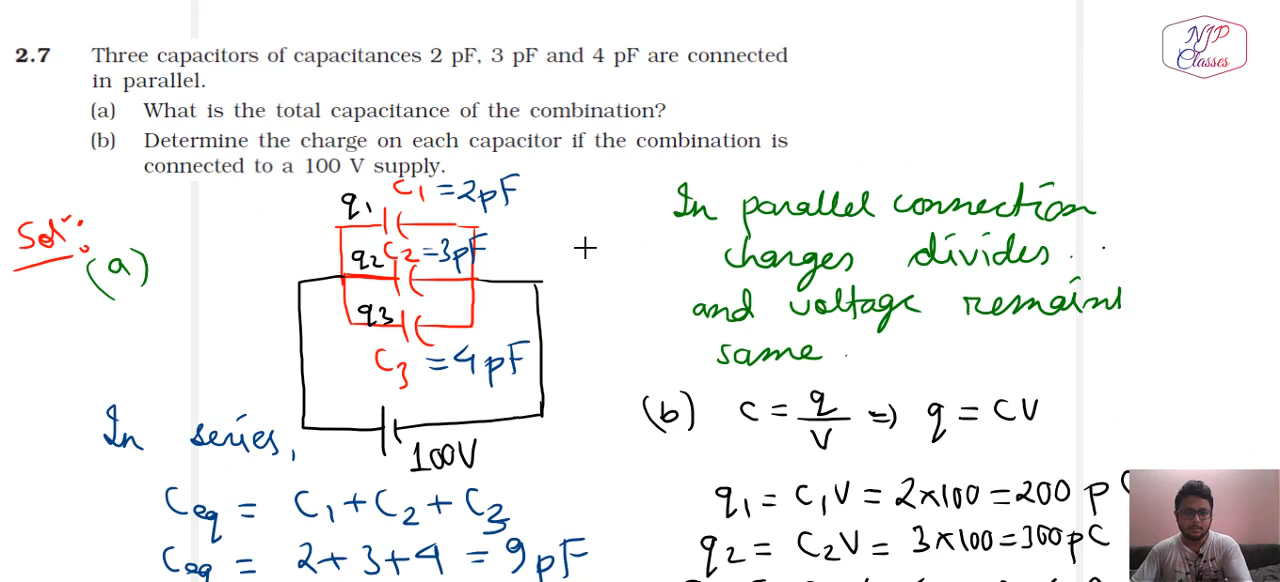 NJP
Classes
2.7 Three capacitors of capacitances 2 pF, 3 pF and 4 pF are connected
in parallel.
(a) What is the total capacitance of the combination?
(b) Determine the charge on each capacitor if the combination is
connected to a 100 V supply.
Sol:
(a)
q1 C1 = 2pF
q2 C2 = 3pF
q3
C3 = 4pF
100V
In series,
Ceq = C1 + C2 + C3
Ceq = 2 + 3 + 4 = 9pF
+
In parallel connection
charges divides
and voltage remains
same.
(b) C = q/V ⇒ q = CV
q1 = C1V = 2×100 = 200 pC
q2 = C2V = 3×100 = 300pC